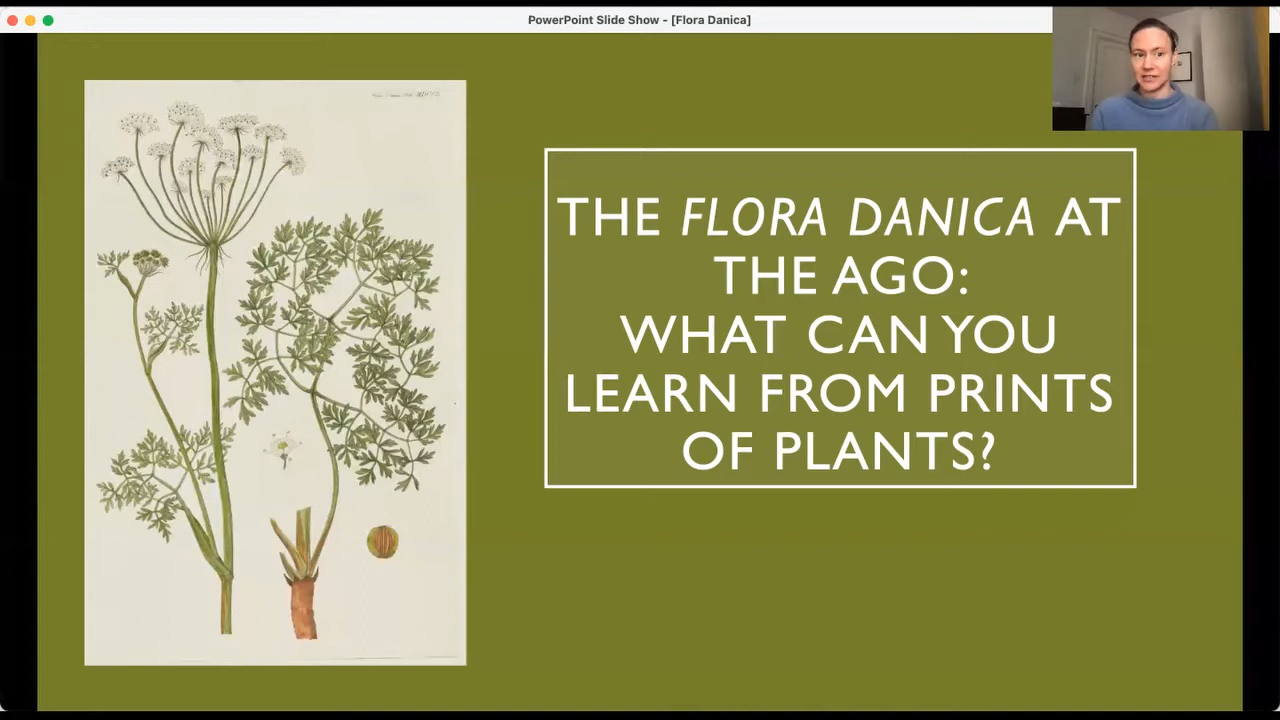 PowerPoint Slide Show - [Flora Danica]
THE FLORA DANICA AT
THE AGO:
WHAT CAN YOU
LEARN FROM PRINTS
OF PLANTS?